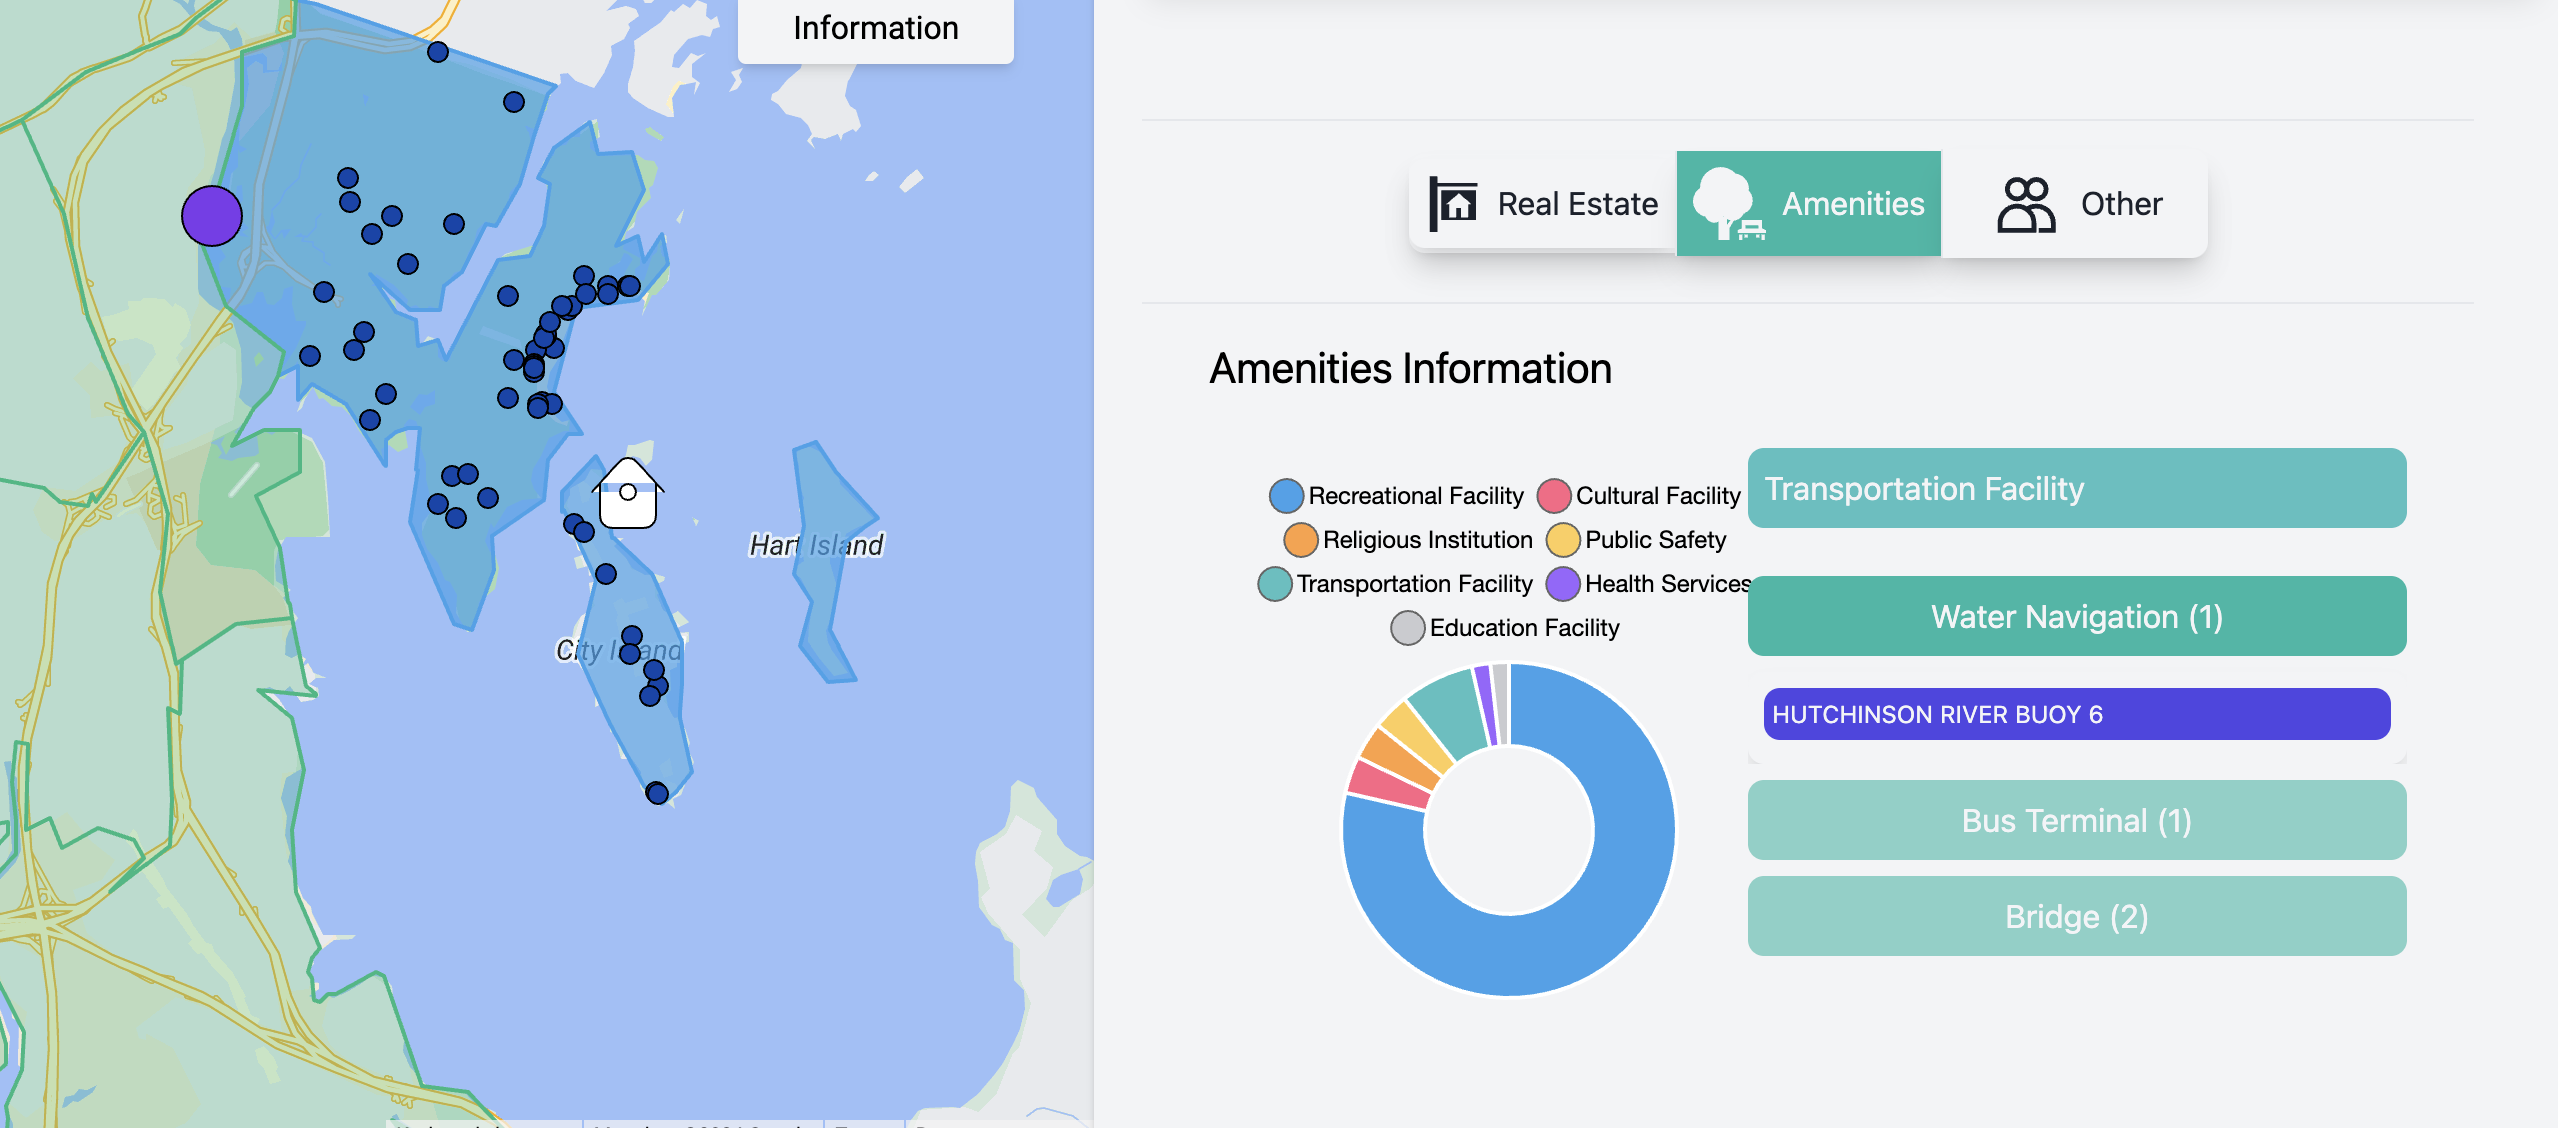 Information
Hart Island
City Island
Real Estate
Amenities
Other
Amenities Information
Recreational Facility
Cultural Facility
Religious Institution
Public Safety
Transportation Facility
Health Services
Education Facility
Transportation Facility
Water Navigation (1)
HUTCHINSON RIVER BUOY 6
Bus Terminal (1)
Bridge (2)